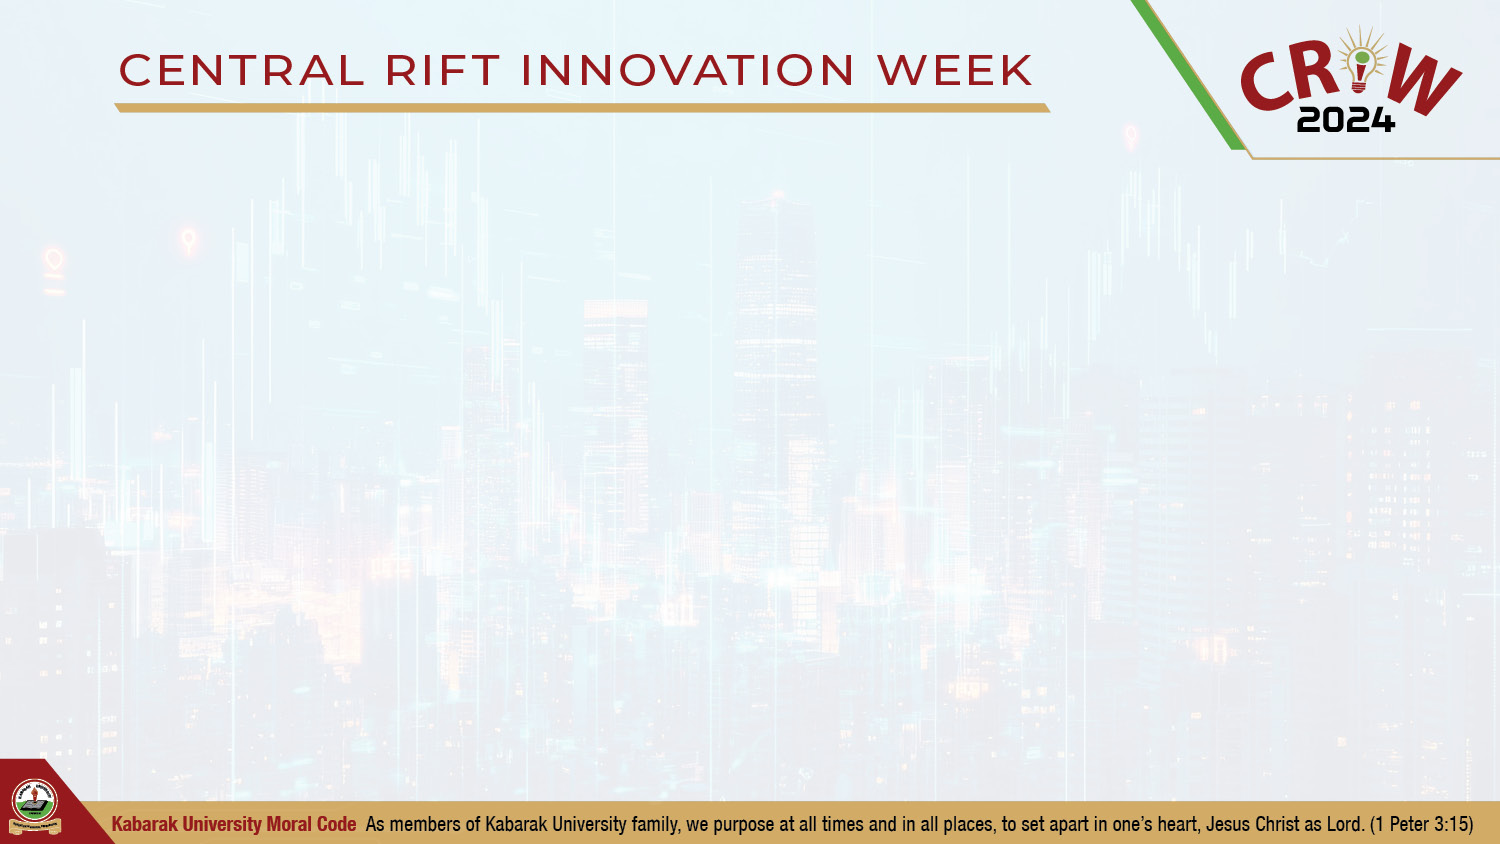 CENTRAL RIFT INNOVATION WEEK
CRIW
2024
Kabarak University Moral Code As members of Kabarak University family, we purpose at all times and in all places, to set apart in one’s heart, Jesus Christ as Lord. (1 Peter 3:15)